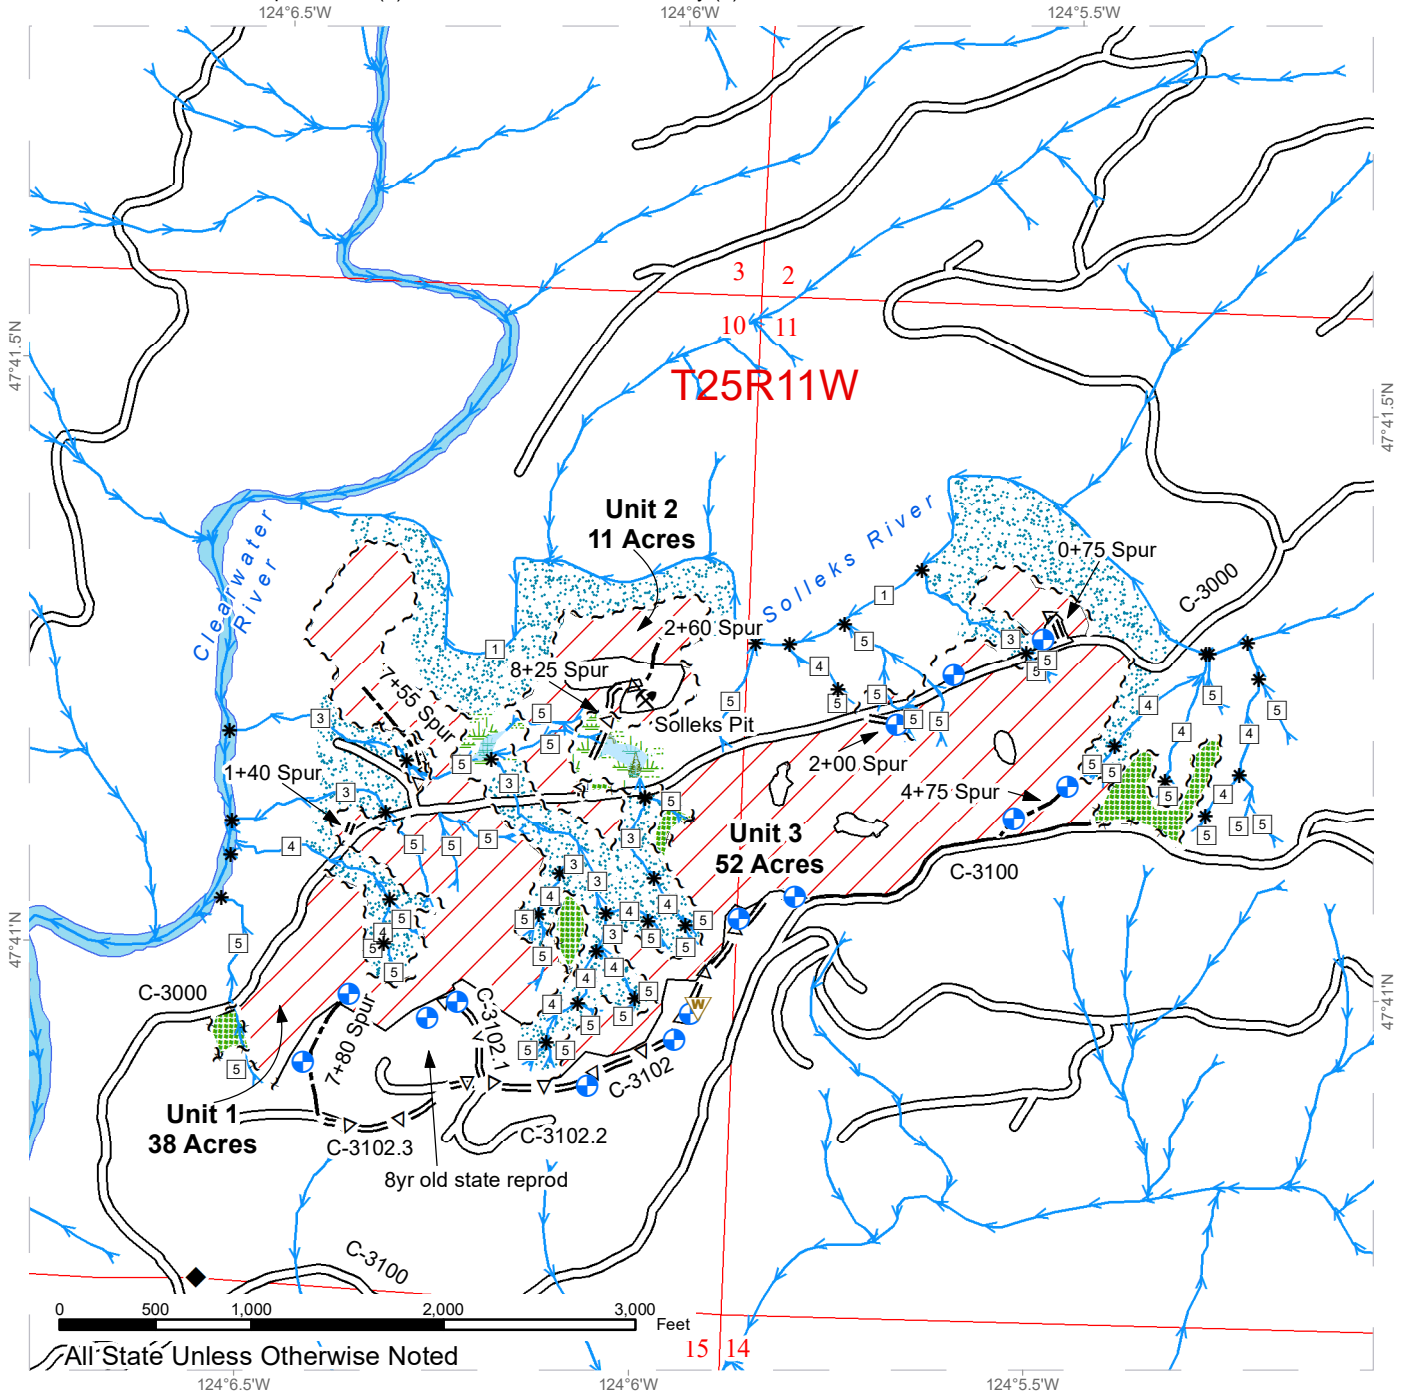 124°6.5'W
124°6'W
124°5.5'W
3
2
10
11
T25R11W
47°41.5'N
47°41.5'N
Unit 2
11 Acres
Clearwater
River
Solleks River
0+75 Spur
C-3000
1
1
2+60 Spur
8+25 Spur
7+55 Spur
Solleks Pit
2+00 Spur
1+40 Spur
4+75 Spur
Unit 3
52 Acres
C-3100
47°41'N
47°41'N
C-3000
7+80 Spur
C-3102.1
W
C-3102
Unit 1
38 Acres
C-3102.3
C-3102.2
8yr old state reprod
C-3100
0
500
1,000
2,000
3,000
Feet
15
14
All State Unless Otherwise Noted
124°6.5'W
124°6'W
124°5.5'W